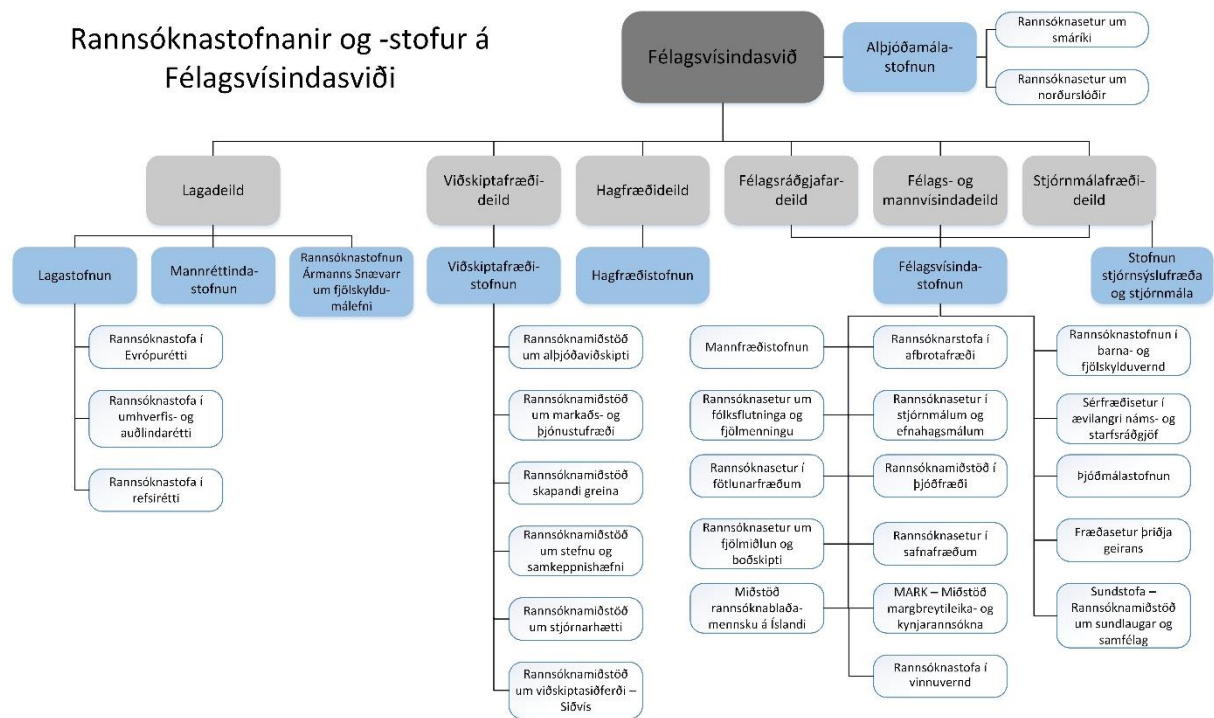 Rannsóknastofnanir og -stofur á
Félagsvísindasviði
Félagsvísindasvið
Alþjóðamála-
stofnun
Rannsóknasetur um
smáríki
Rannsóknasetur um
norðurslóðir
Lagadeild
Viðskiptafræði-
deild
Hagfræðideild
Félagsráðgjafar-
deild
Félags- og
mannvísindadeild
Stjórnmálafræði-
deild
Lagastofnun
Mannréttinda-
stofnun
Rannsóknastofnun
Ármanns Snævarr
um fjölskyldu-
málefni
Viðskiptafræði-
stofnun
Hagfræðistofnun
Félagsvísinda-
stofnun
Stofnun
stjórnsýslufræða
og stjórnmála
Rannsóknastofa í
Evrópurétti
Rannsóknastofa í
umhverfis- og
auðlindarétti
Rannsóknastofa í
refsirétti
Rannsóknamiðstöð
um alþjóðaviðskipti
Rannsóknamiðstöð
um markaðs- og
þjónustufræði
Rannsóknamiðstöð
skapandi greina
Rannsóknamiðstöð
um stefnu og
samkeppnishæfni
Rannsóknamiðstöð
um stjórnarhætti
Rannsóknamiðstöð
um viðskiptasiðferði –
Siðvís
Mannfræðistofnun
Rannsóknasetur um
fólksflutninga og
fjölmenningu
Rannsóknasetur í
fötlunarfræðum
Rannsóknasetur um
fjölmiðlun og
boðskipti
Miðstöð
rannsóknablaða-
mennsku á Íslandi
Rannsóknarstofa í
afbrotafræði
Rannsóknasetur í
stjórnmálum og
efnahagsmálum
Rannsóknamiðstöð í
þjóðfræði
Rannsóknasetur í
safnafræðum
MARK – Miðstöð
margbreytileika- og
kynjarannsókna
Rannsóknastofa í
vinnuvernd
Rannsóknastofnun í
barna- og
fjölskylduvernd
Sérfræðisetur í
ævilangri náms- og
starfsráðgjöf
Þjóðmálastofnun
Fræðasetur þriðja
geirans
Sundstofa –
Rannsóknamiðstöð
um sundlaugar og
samfélag